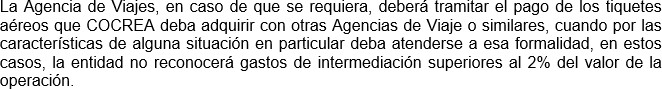 La Agencia de Viajes, en caso de que se requiera, deberá tramitar el pago de los tiquetes
aéreos que COCREA deba adquirir con otras Agencias de Viaje o similares, cuando por las
características de alguna situación en particular deba atenderse a esa formalidad, en estos
casos, la entidad no reconocerá gastos de intermediación superiores al 2% del valor de la
operación.